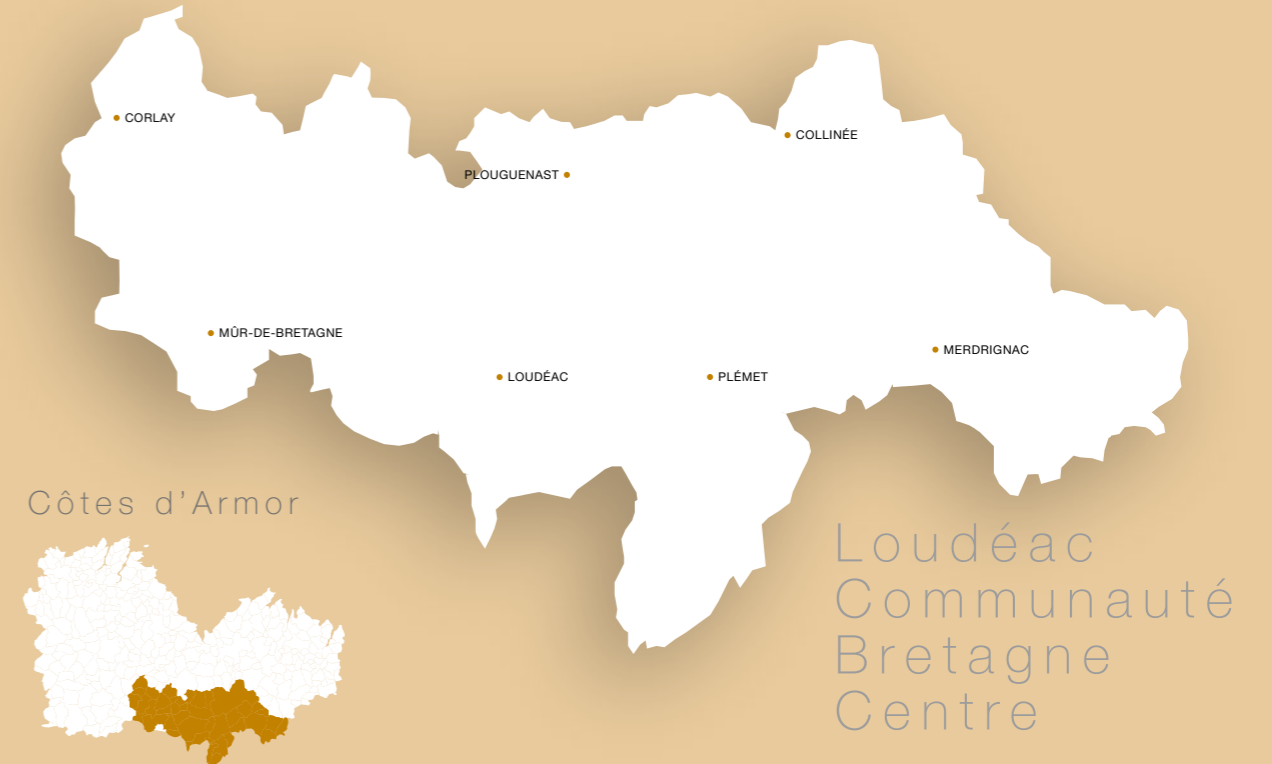 CORLAY
COLLINÉE
PLOUGUENAST
MÛR-DE-BRETAGNE
MERDRIGNAC
LOUDÉAC
PLÉMET
Côtes d’Armor
Loudéac
Communauté
Bretagne
Centre